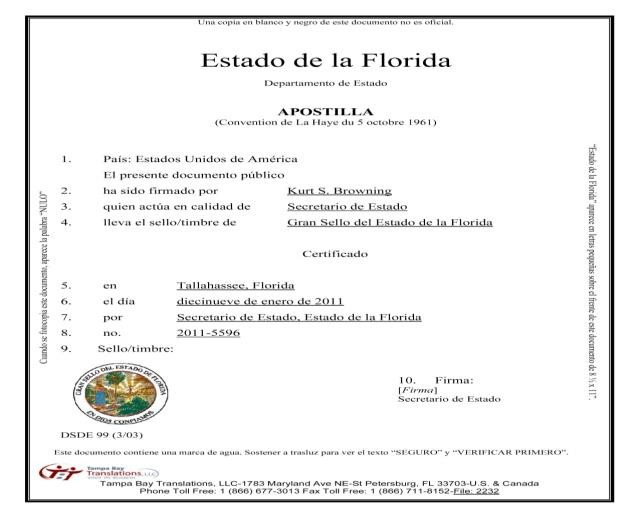 Una copia en blanco y negro de este documento no es oficial.
Estado de la Florida
Departamento de Estado
APOSTILLA
(Convention de La Haye du 5 octobre 1961)
1. País: Estados Unidos de América
El presente documento público
2. ha sido firmado por Kurt S. Browning
3. quien actúa en calidad de Secretario de Estado
4. lleva el sello/timbre de Gran Sello del Estado de la Florida
Certificado
5. en Tallahassee, Florida
6. el día diecinueve de enero de 2011
7. por Secretario de Estado, Estado de la Florida
8. no. 2011-5596
9. Sello/timbre:
GRAN SELLO DEL ESTADO DE FLORIDA
EN DIOS CONFIAMOS
10. Firma:
[Firma]
Secretario de Estado
DSDE 99 (3/03)
Este documento contiene una marca de agua. Sostener a trasluz para ver el texto “SEGURO” y “VERIFICAR PRIMERO”.
Cuando se fotocopia este documento, aparece la palabra “NULO”
“Estado de la Florida” aparece en letras pequeñas sobre el frente de este documento de 8 ½ x 11”.
Tampa Bay
Translations, LLC
Tampa Bay Translations, LLC-1783 Maryland Ave NE-St Petersburg, FL 33703-U.S. & Canada
Phone Toll Free: 1 (866) 677-3013 Fax Toll Free: 1 (866) 711-8152-File: 2232